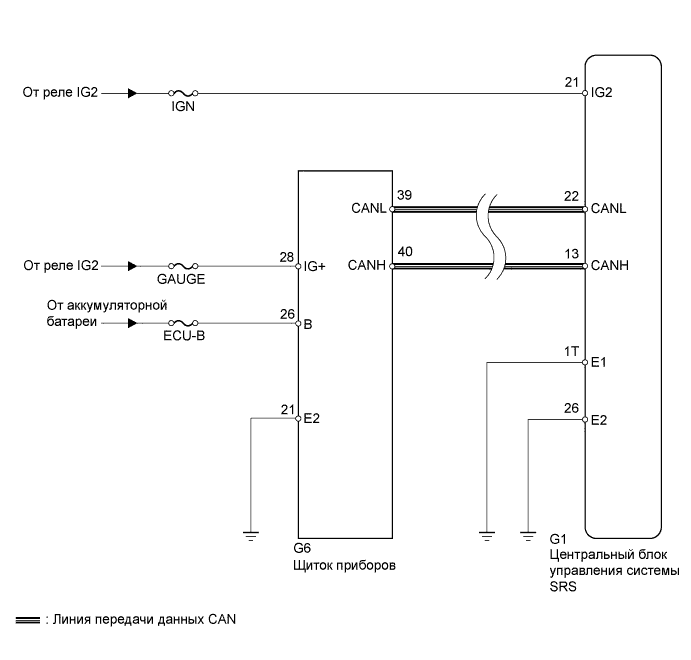 От реле IG2
IGN
21
IG2
39
CANL
22
CANL
40
CANH
13
CANH
От реле IG2
GAUGE
28
IG+
От аккумуляторной
батареи
ECU-B
26
B
1T
E1
21
E2
26
E2
G6
Щиток приборов
G1
Центральный блок
управления системы
SRS
: Линия передачи данных CAN